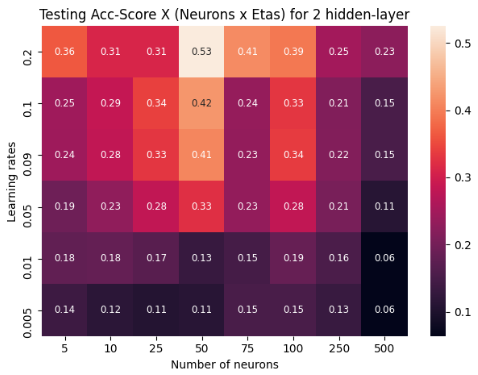 Testing Acc-Score X (Neurons x Etas) for 2 hidden-layer
Learning rates
0.2 0.36 0.31 0.31 0.53 0.41 0.39 0.25 0.23
0.1 0.25 0.29 0.34 0.42 0.24 0.33 0.21 0.15
0.09 0.24 0.28 0.33 0.41 0.23 0.34 0.22 0.15
0.05 0.19 0.23 0.28 0.33 0.23 0.28 0.21 0.11
0.01 0.18 0.18 0.17 0.13 0.15 0.19 0.16 0.06
0.005 0.14 0.12 0.11 0.11 0.15 0.15 0.13 0.06
5 10 25 50 75 100 250 500
Number of neurons
0.5
0.4
0.3
0.2
0.1